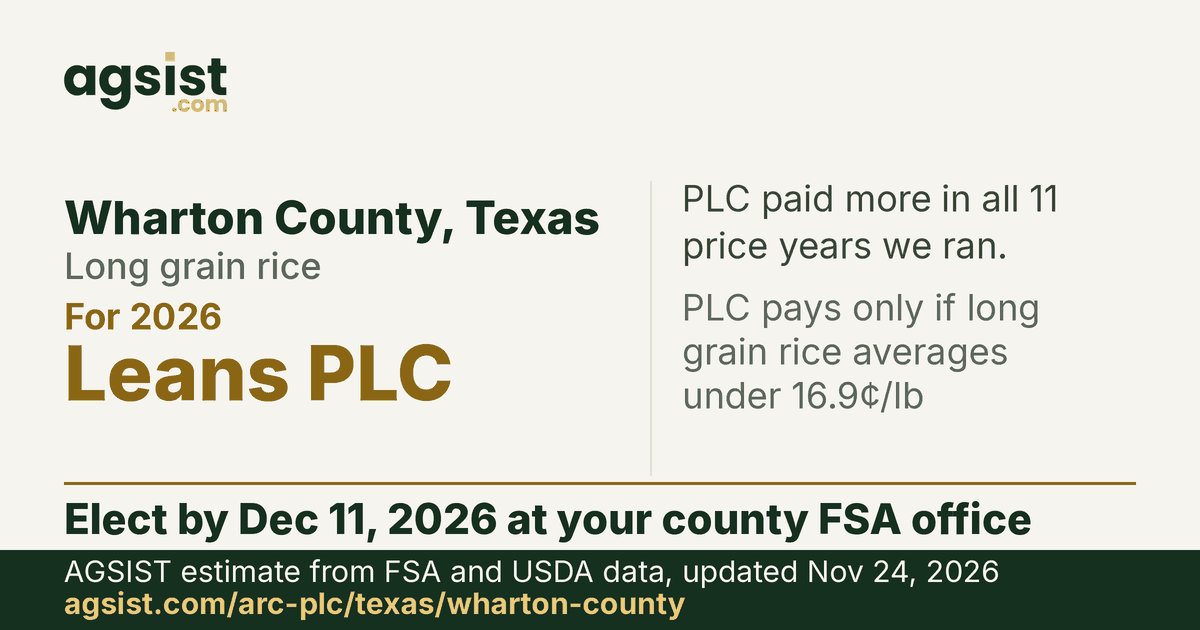 agsist
.com
Wharton County, Texas
Long grain rice
For 2026
Leans PLC
PLC paid more in all 11
price years we ran.
PLC pays only if long
grain rice averages
under 16.9¢/lb
Elect by Dec 11, 2026 at your county FSA office
AGSIST estimate from FSA and USDA data, updated Nov 24, 2026
agsist.com/arc-plc/texas/wharton-county